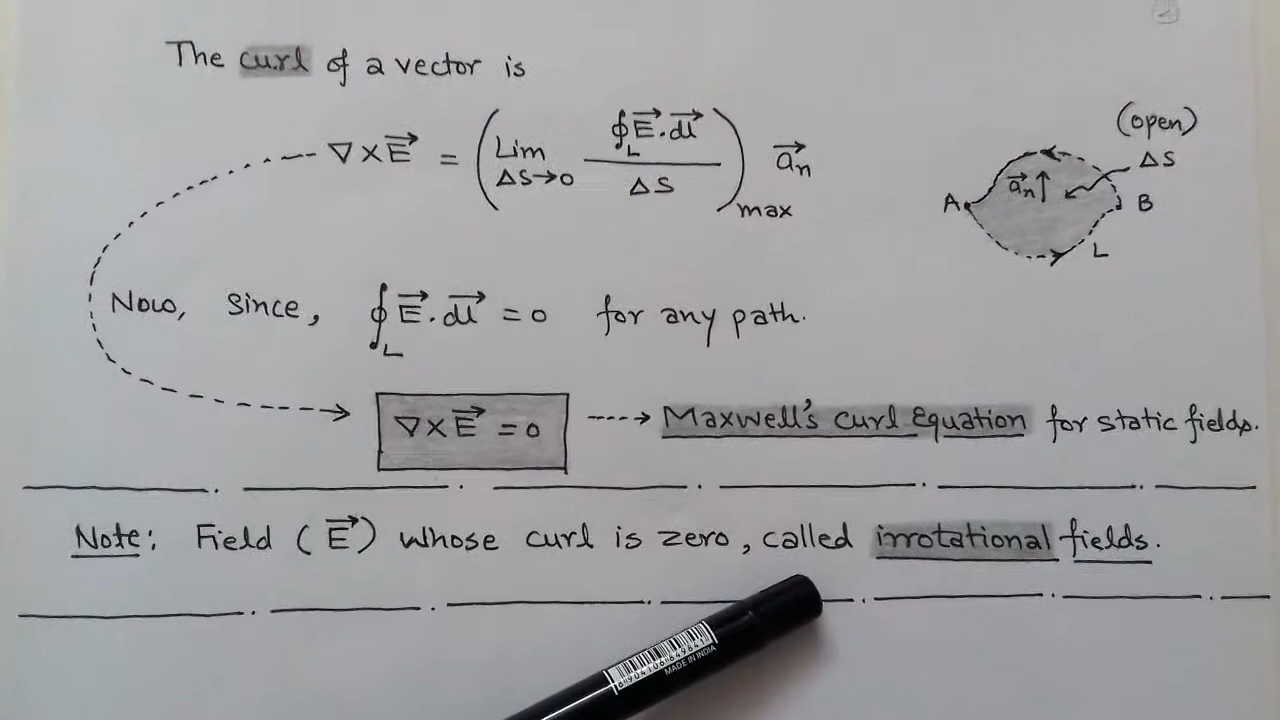 The curl of a vector is
∇×E⃗ = (Lim ΔS→0 ∮L E⃗.dl⃗ / ΔS)max a⃗n
(open)
ΔS
a⃗n↑
A
B
L
Now, Since, ∮L E⃗.dl⃗ = 0 for any path.
∇×E⃗ = 0 → Maxwell's Curl Equation for static fields.
Note: Field (E⃗) whose curl is zero, called irrotational fields.
MADE IN INDIA